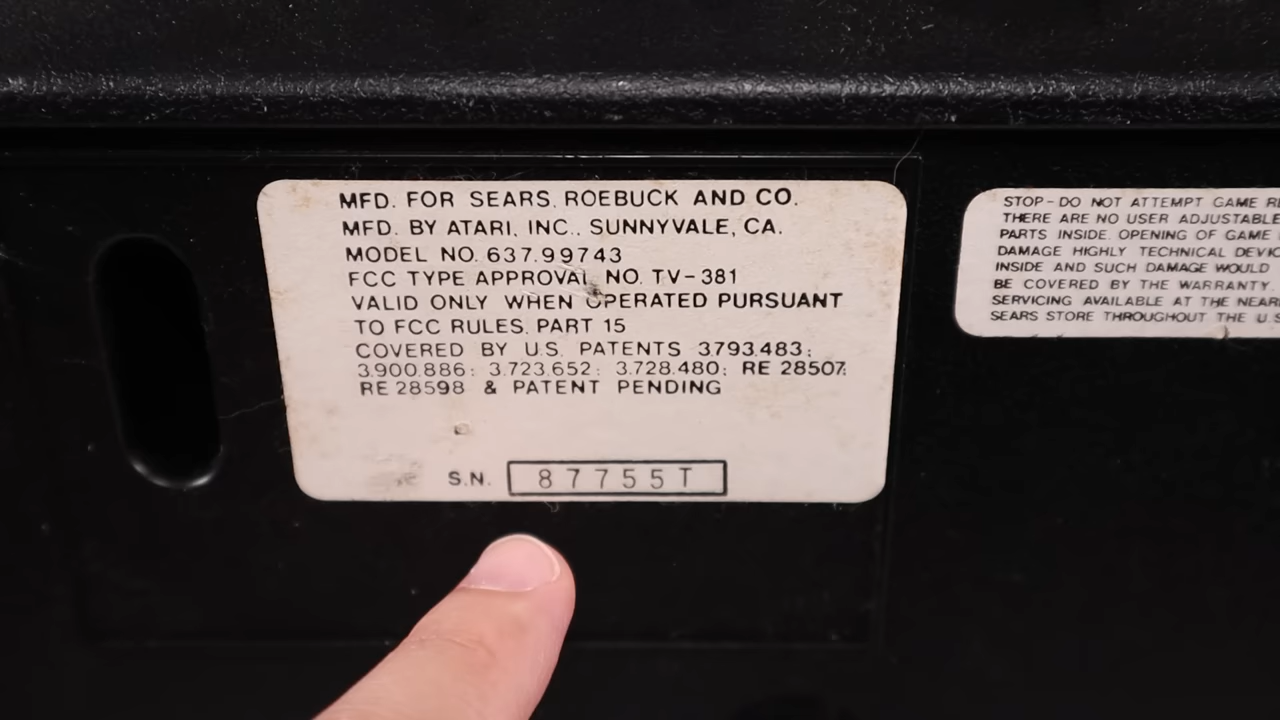 MFD. FOR SEARS, ROEBUCK AND CO.
MFD. BY ATARI, INC., SUNNYVALE, CA.
MODEL NO. 637.99743
FCC TYPE APPROVAL NO. TV-381
VALID ONLY WHEN OPERATED PURSUANT
TO FCC RULES, PART 15
COVERED BY U.S. PATENTS 3,793,483;
3,900,886; 3,723,652; 3,728,480; RE 28507;
RE 28598 & PATENT PENDING
S.N. 87755T
STOP-DO NOT ATTEMPT GAME
THERE ARE NO USER ADJUSTABLE
PARTS INSIDE. OPENING OF GAME
DAMAGE HIGHLY TECHNICAL
INSIDE AND SUCH DAMAGE WOULD
BE COVERED BY THE WARRANTY.
SERVICING AVAILABLE AT THE
SEARS STORE THROUGHOUT THE